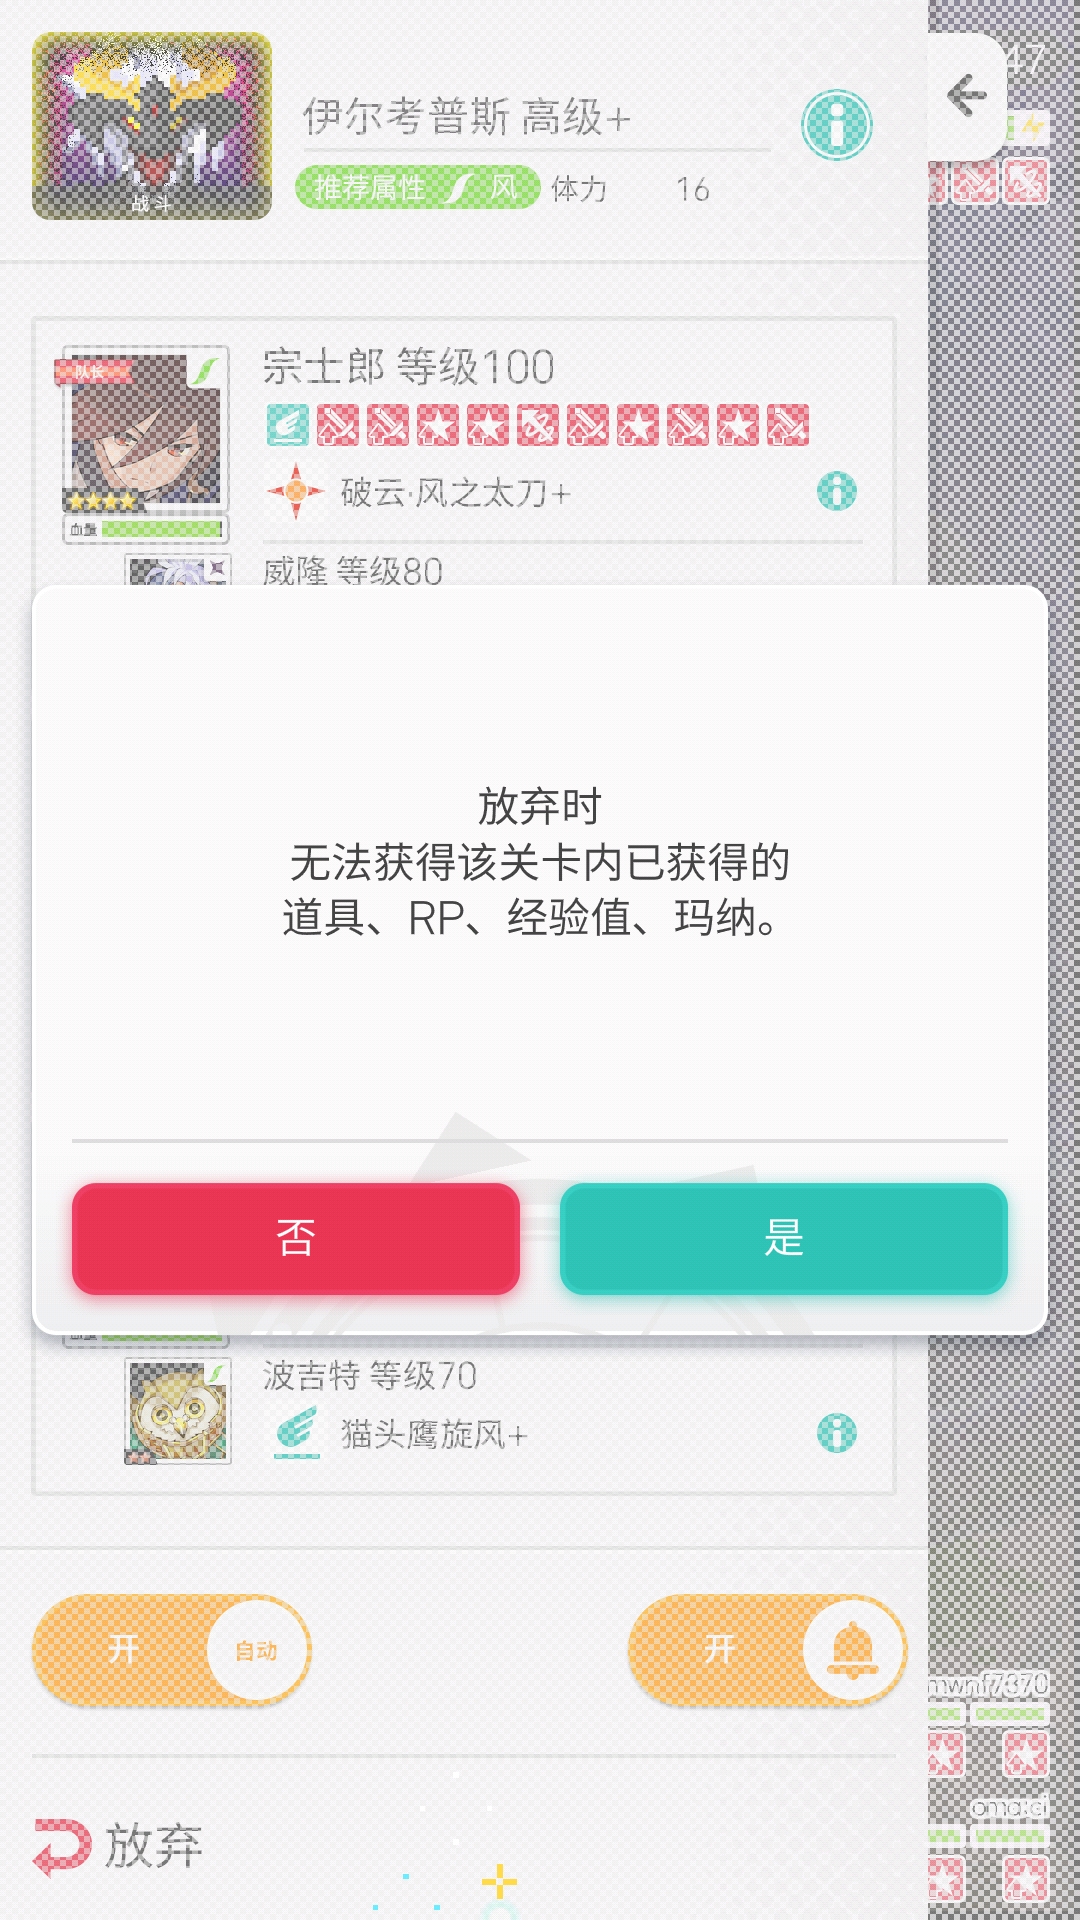 伊尔考普斯 高级+
战斗
推荐属性 风 体力 16
47
队长
宗士郎 等级100
破云·风之太刀+
血量
威隆 等级80
放弃时
无法获得该关卡内已获得的
道具、RP、经验值、玛纳。
否
是
波吉特 等级70
猫头鹰旋风+
开 自动
开
mwnf7370
放弃